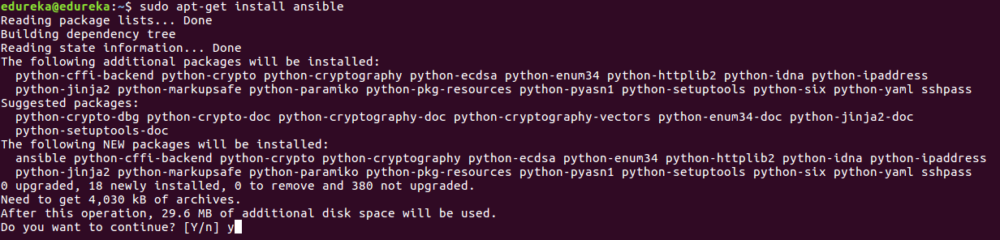 edureka@edureka:~$ sudo apt-get install ansible
Reading package lists... Done
Building dependency tree
Reading state information... Done
The following additional packages will be installed:
  python-cffi-backend python-crypto python-cryptography python-ecdsa python-enum34 python-httplib2 python-idna python-ipaddress
  python-jinja2 python-markupsafe python-paramiko python-pkg-resources python-pyasn1 python-setuptools python-six python-yaml sshpass
Suggested packages:
  python-crypto-dbg python-crypto-doc python-cryptography-doc python-cryptography-vectors python-enum34-doc python-jinja2-doc
  python-setuptools-doc
The following NEW packages will be installed:
  ansible python-cffi-backend python-crypto python-cryptography python-ecdsa python-enum34 python-httplib2 python-idna python-ipaddress
  python-jinja2 python-markupsafe python-paramiko python-pkg-resources python-pyasn1 python-setuptools python-six python-yaml sshpass
0 upgraded, 18 newly installed, 0 to remove and 380 not upgraded.
Need to get 4,030 kB of archives.
After this operation, 29.6 MB of additional disk space will be used.
Do you want to continue? [Y/n] y